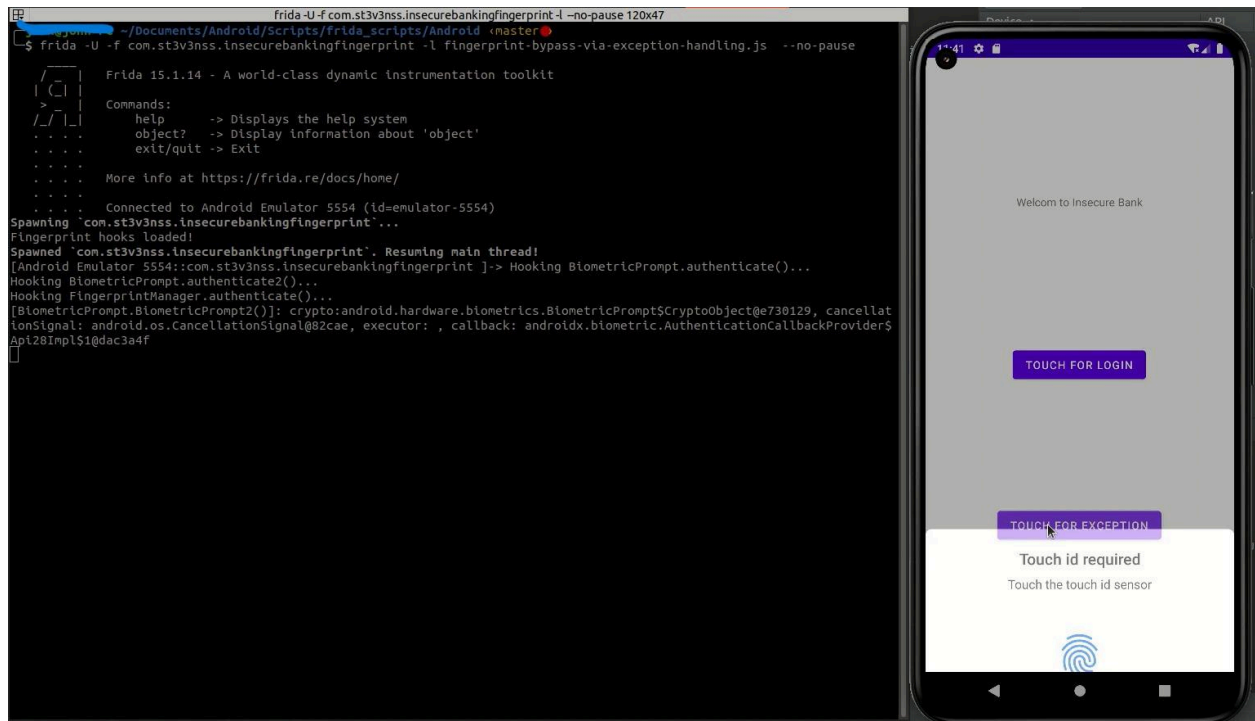 frida -U -f com.st3v3nss.insecurebankingfingerprint -l --no-pause 120x47
~/Documents/Android/Scripts/frida_scripts/Android ‹master
$ frida -U -f com.st3v3nss.insecurebankingfingerprint -l fingerprint-bypass-via-exception-handling.js --no-pause
Frida 15.1.14 - A world-class dynamic instrumentation toolkit
Commands:
help -> Displays the help system
object? -> Display information about 'object'
exit/quit -> Exit
More info at https://frida.re/docs/home/
Connected to Android Emulator 5554 (id=emulator-5554)
Spawning `com.st3v3nss.insecurebankingfingerprint`...
Fingerprint hooks loaded!
Spawned `com.st3v3nss.insecurebankingfingerprint`. Resuming main thread!
[Android Emulator 5554::com.st3v3nss.insecurebankingfingerprint ]-> Hooking BiometricPrompt.authenticate()...
Hooking BiometricPrompt.authenticate2()...
Hooking FingerprintManager.authenticate()...
[BiometricPrompt.BiometricPrompt2()]: crypto:android.hardware.biometrics.BiometricPrompt$CryptoObject@e730129, cancellat
ionSignal: android.os.CancellationSignal@82cae, executor: , callback: androidx.biometric.AuthenticationCallbackProvider$
Api28Impl$1@dac3a4f
11:41
Welcom to Insecure Bank
TOUCH FOR LOGIN
TOUCH FOR EXCEPTION
Touch id required
Touch the touch id sensor